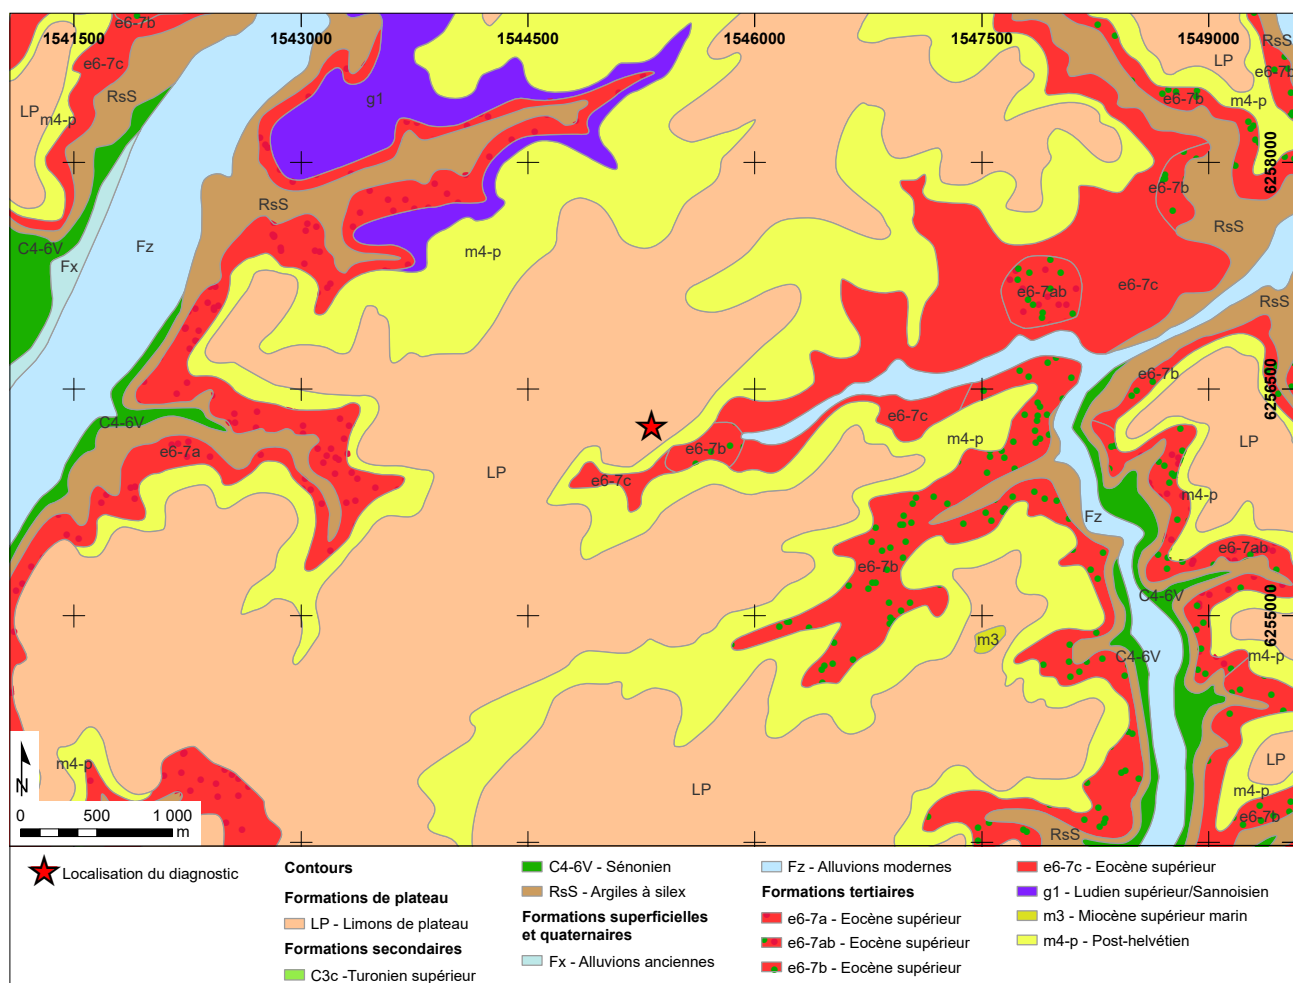 e6-7b
1541500
1543000
1544500
1546000
1547500
1549000
RsS
LP
e6-7c
e6-7b
RsS
g1
e6-7b
m4-p
LP
m4-p
6258000
e6-7b
RsS
RsS
C4-6V
Fz
m4-p
Fx
e6-7ab
e6-7c
RsS
e6-7b
6256500
C4-6V
e6-7c
m4-p
LP
e6-7a
e6-7b
LP
e6-7c
m4-p
Fz
e6-7ab
e6-7b
C4-6V
6255000
m3
C4-6V
m4-p
m4-p
LP
LP
m4-p
e6-7b
RsS
N
0 500 1 000
m
Localisation du diagnostic
Contours
Formations de plateau
LP - Limons de plateau
Formations secondaires
C3c -Turonien supérieur
C4-6V - Sénonien
RsS - Argiles à silex
Formations superficielles
et quaternaires
Fx - Alluvions anciennes
Fz - Alluvions modernes
Formations tertiaires
e6-7a - Eocène supérieur
e6-7ab - Eocène supérieur
e6-7b - Eocène supérieur
e6-7c - Eocène supérieur
g1 - Ludien supérieur/Sannoisien
m3 - Miocène supérieur marin
m4-p - Post-helvétien